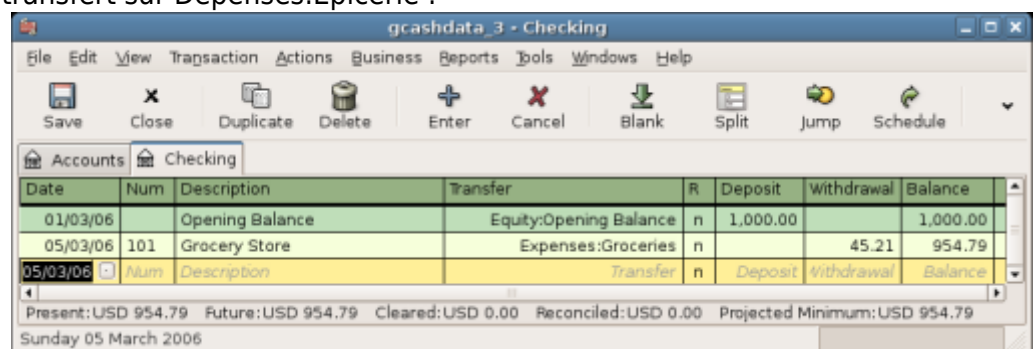 transfert sur Dépenses:Épicerie :
gcashdata_3 - Checking
File Edit View Transaction Actions Business Reports Tools Windows Help
Save Close Duplicate Delete Enter Cancel Blank Split Jump Schedule
Accounts Checking
Date Num Description Transfer R Deposit Withdrawal Balance
01/03/06 Opening Balance Equity:Opening Balance n 1,000.00 1,000.00
05/03/06 101 Grocery Store Expenses:Groceries n 45.21 954.79
05/03/06 Num Description Transfer n Deposit Withdrawal Balance
Present:USD 954.79 Future:USD 954.79 Cleared:USD 0.00 Reconciled:USD 0.00 Projected Minimum:USD 954.79
Sunday 05 March 2006